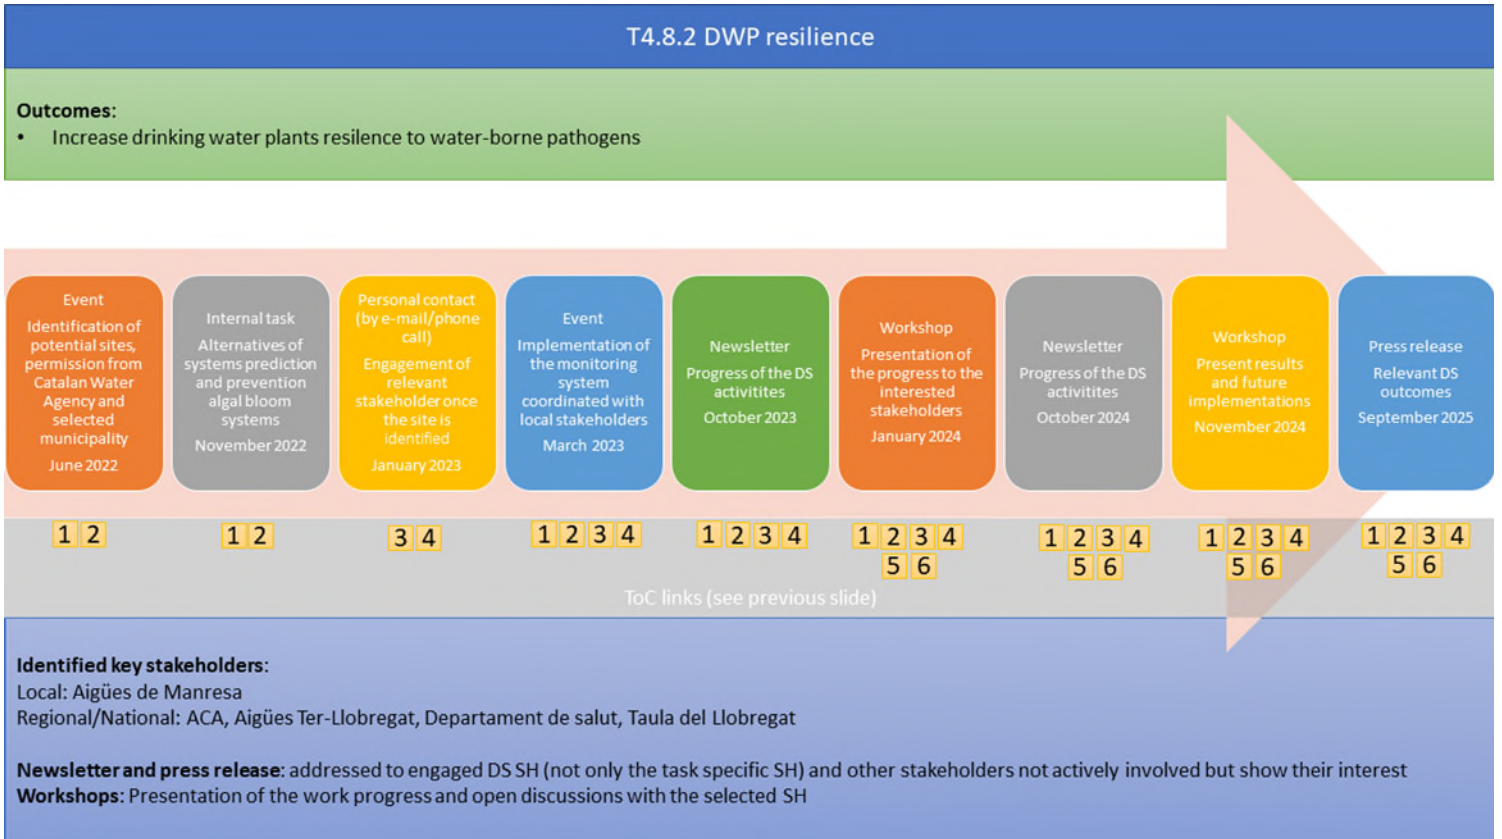 T4.8.2 DWP resilience
Outcomes:
• Increase drinking water plants resilence to water-borne pathogens
Event
Identification of
potential sites,
permission from
Catalan Water
Agency and
selected
municipality
June 2022
Internal task
Alternatives of
systems prediction
and prevention
algal bloom
systems
November 2022
Personal contact
(by e-mail/phone
call)
Engagement of
relevant
stakeholder once
the site is
identified
January 2023
Event
Implementation of
the monitoring
system
coordinated with
local stakeholders
March 2023
Newsletter
Progress of the DS
activitites
October 2023
Workshop
Presentation of
the progress to the
interested
stakeholders
January 2024
Newsletter
Progress of the DS
activitites
October 2024
Workshop
Present results
and future
implementations
November 2024
Press release
Relevant DS
outcomes
September 2025
1 2
1 2
3 4
1 2 3 4
1 2 3 4
1 2 3 4
5 6
1 2 3 4
5 6
1 2 3 4
5 6
1 2 3 4
5 6
ToC links (see previous slide)
Identified key stakeholders:
Local: Aigües de Manresa
Regional/National: ACA, Aigües Ter-Llobregat, Departament de salut, Taula del Llobregat
Newsletter and press release: addressed to engaged DS SH (not only the task specific SH) and other stakeholders not actively involved but show their interest
Workshops: Presentation of the work progress and open discussions with the selected SH